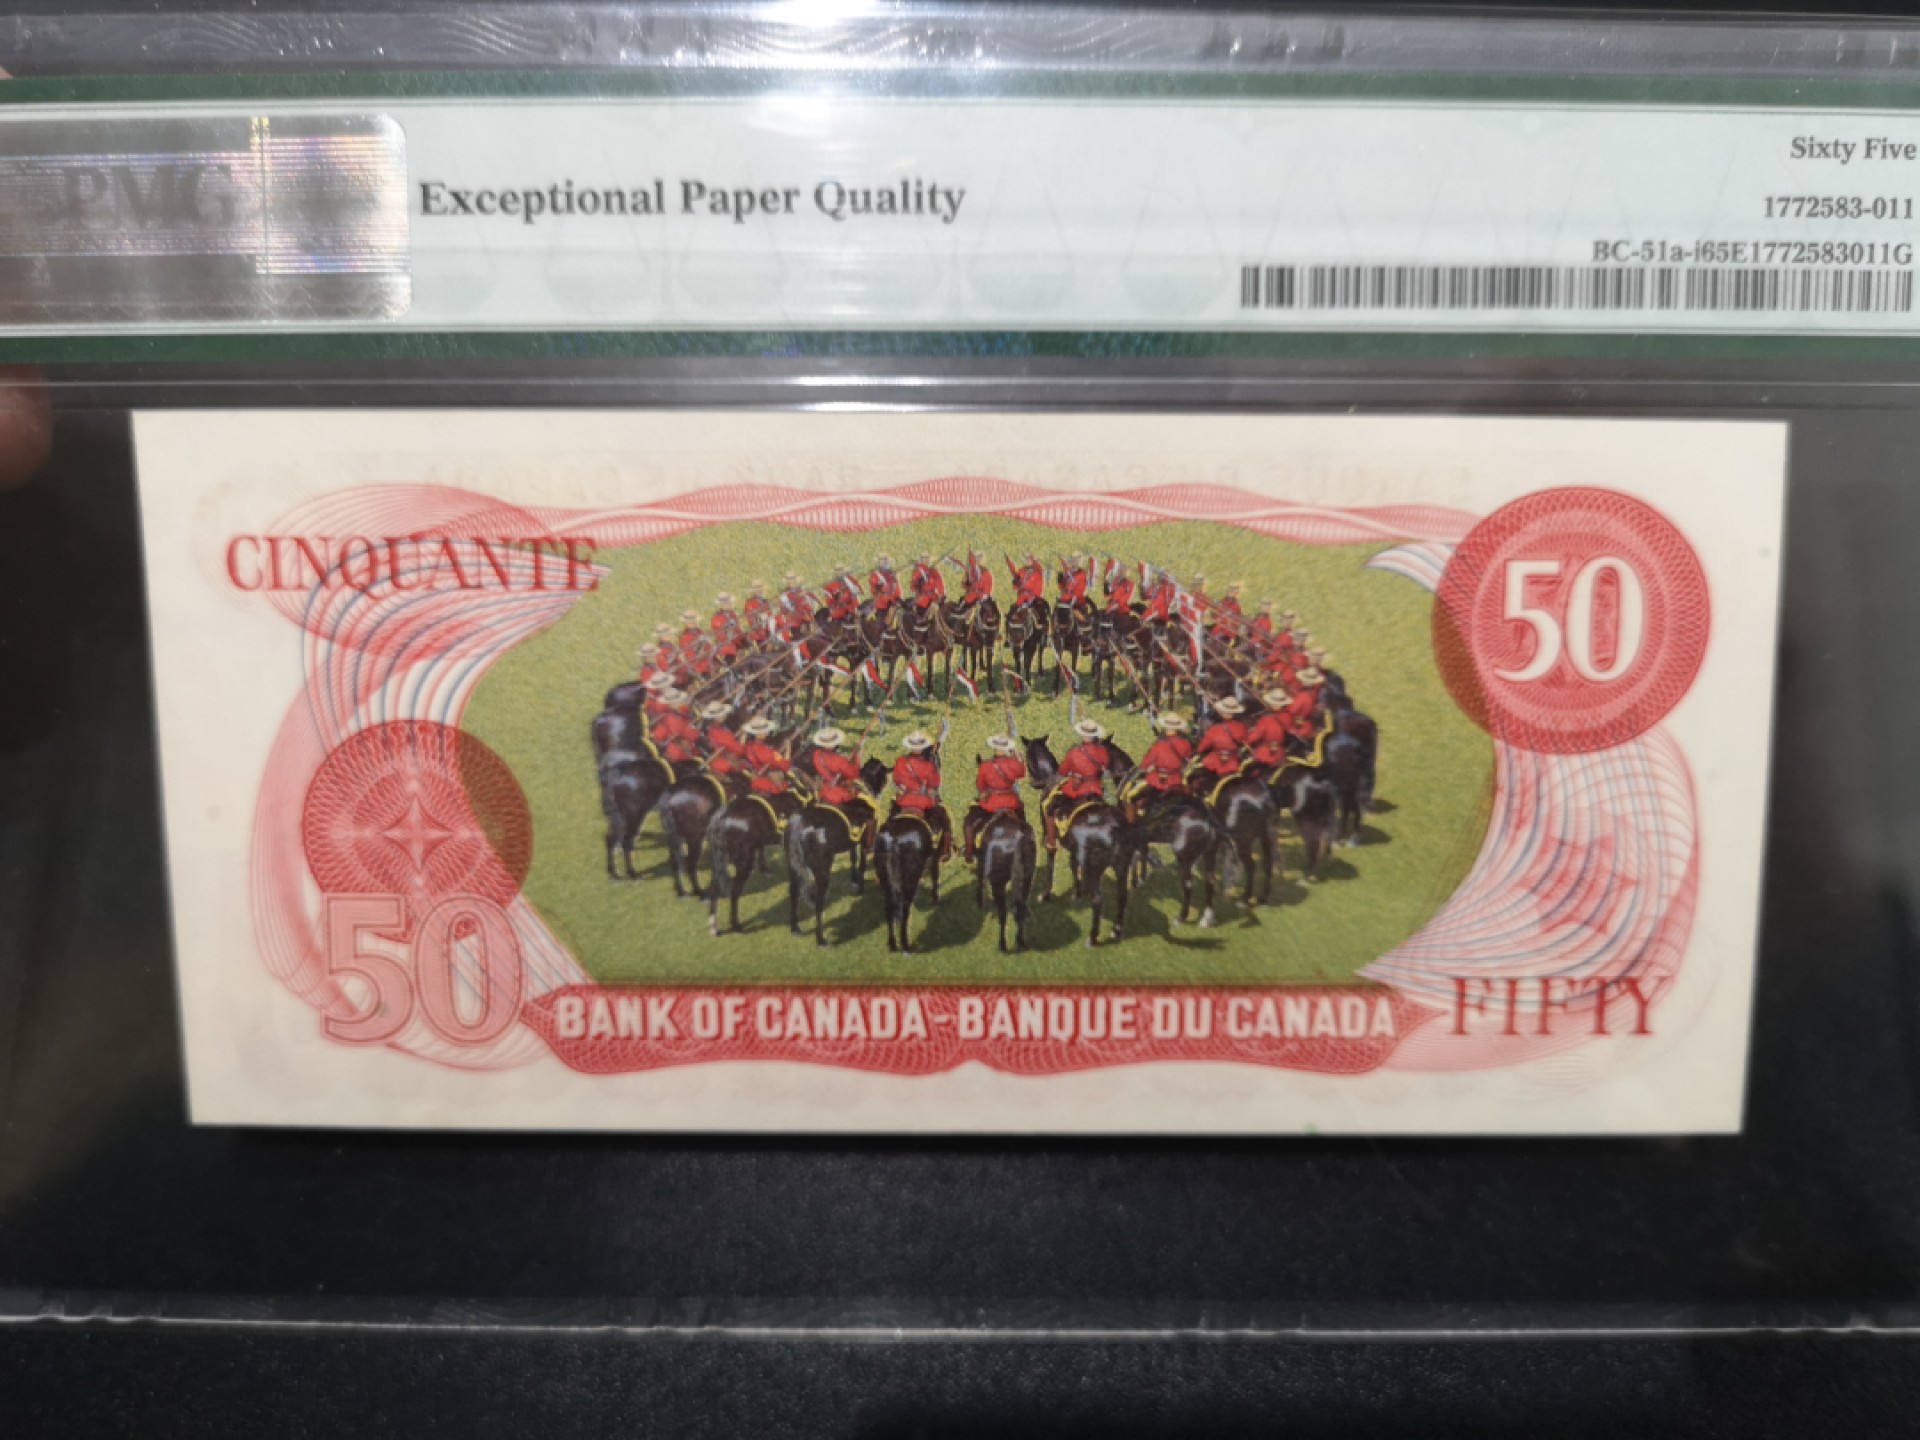 PMG
Exceptional Paper Quality
Sixty Five
1772583-011
BC-51a-i65E1772583011G
CINQUANTE
50
50
BANK OF CANADA-BANQUE DU CANADA
FIFTY